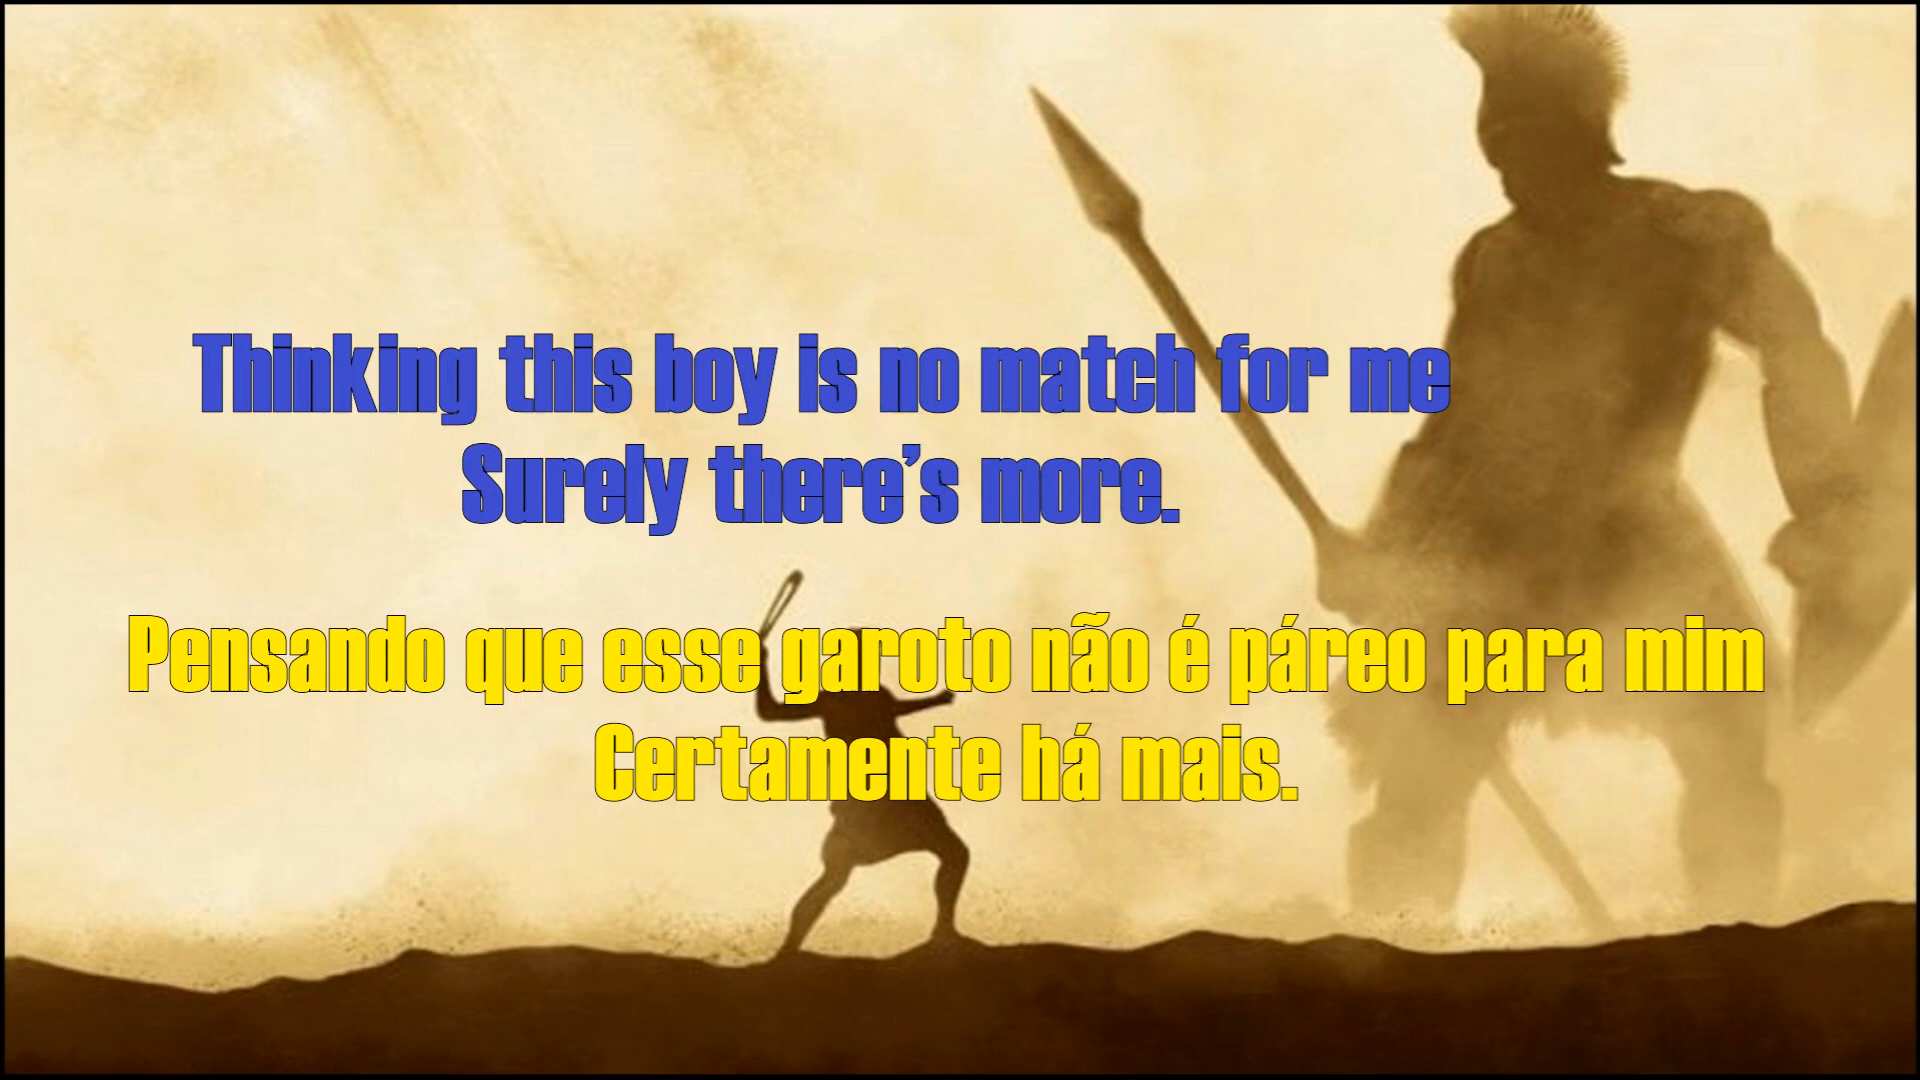 Thinking this boy is no match for me
Surely there's more.
Pensando que esse garoto não é páreo para mim
Certamente há mais.